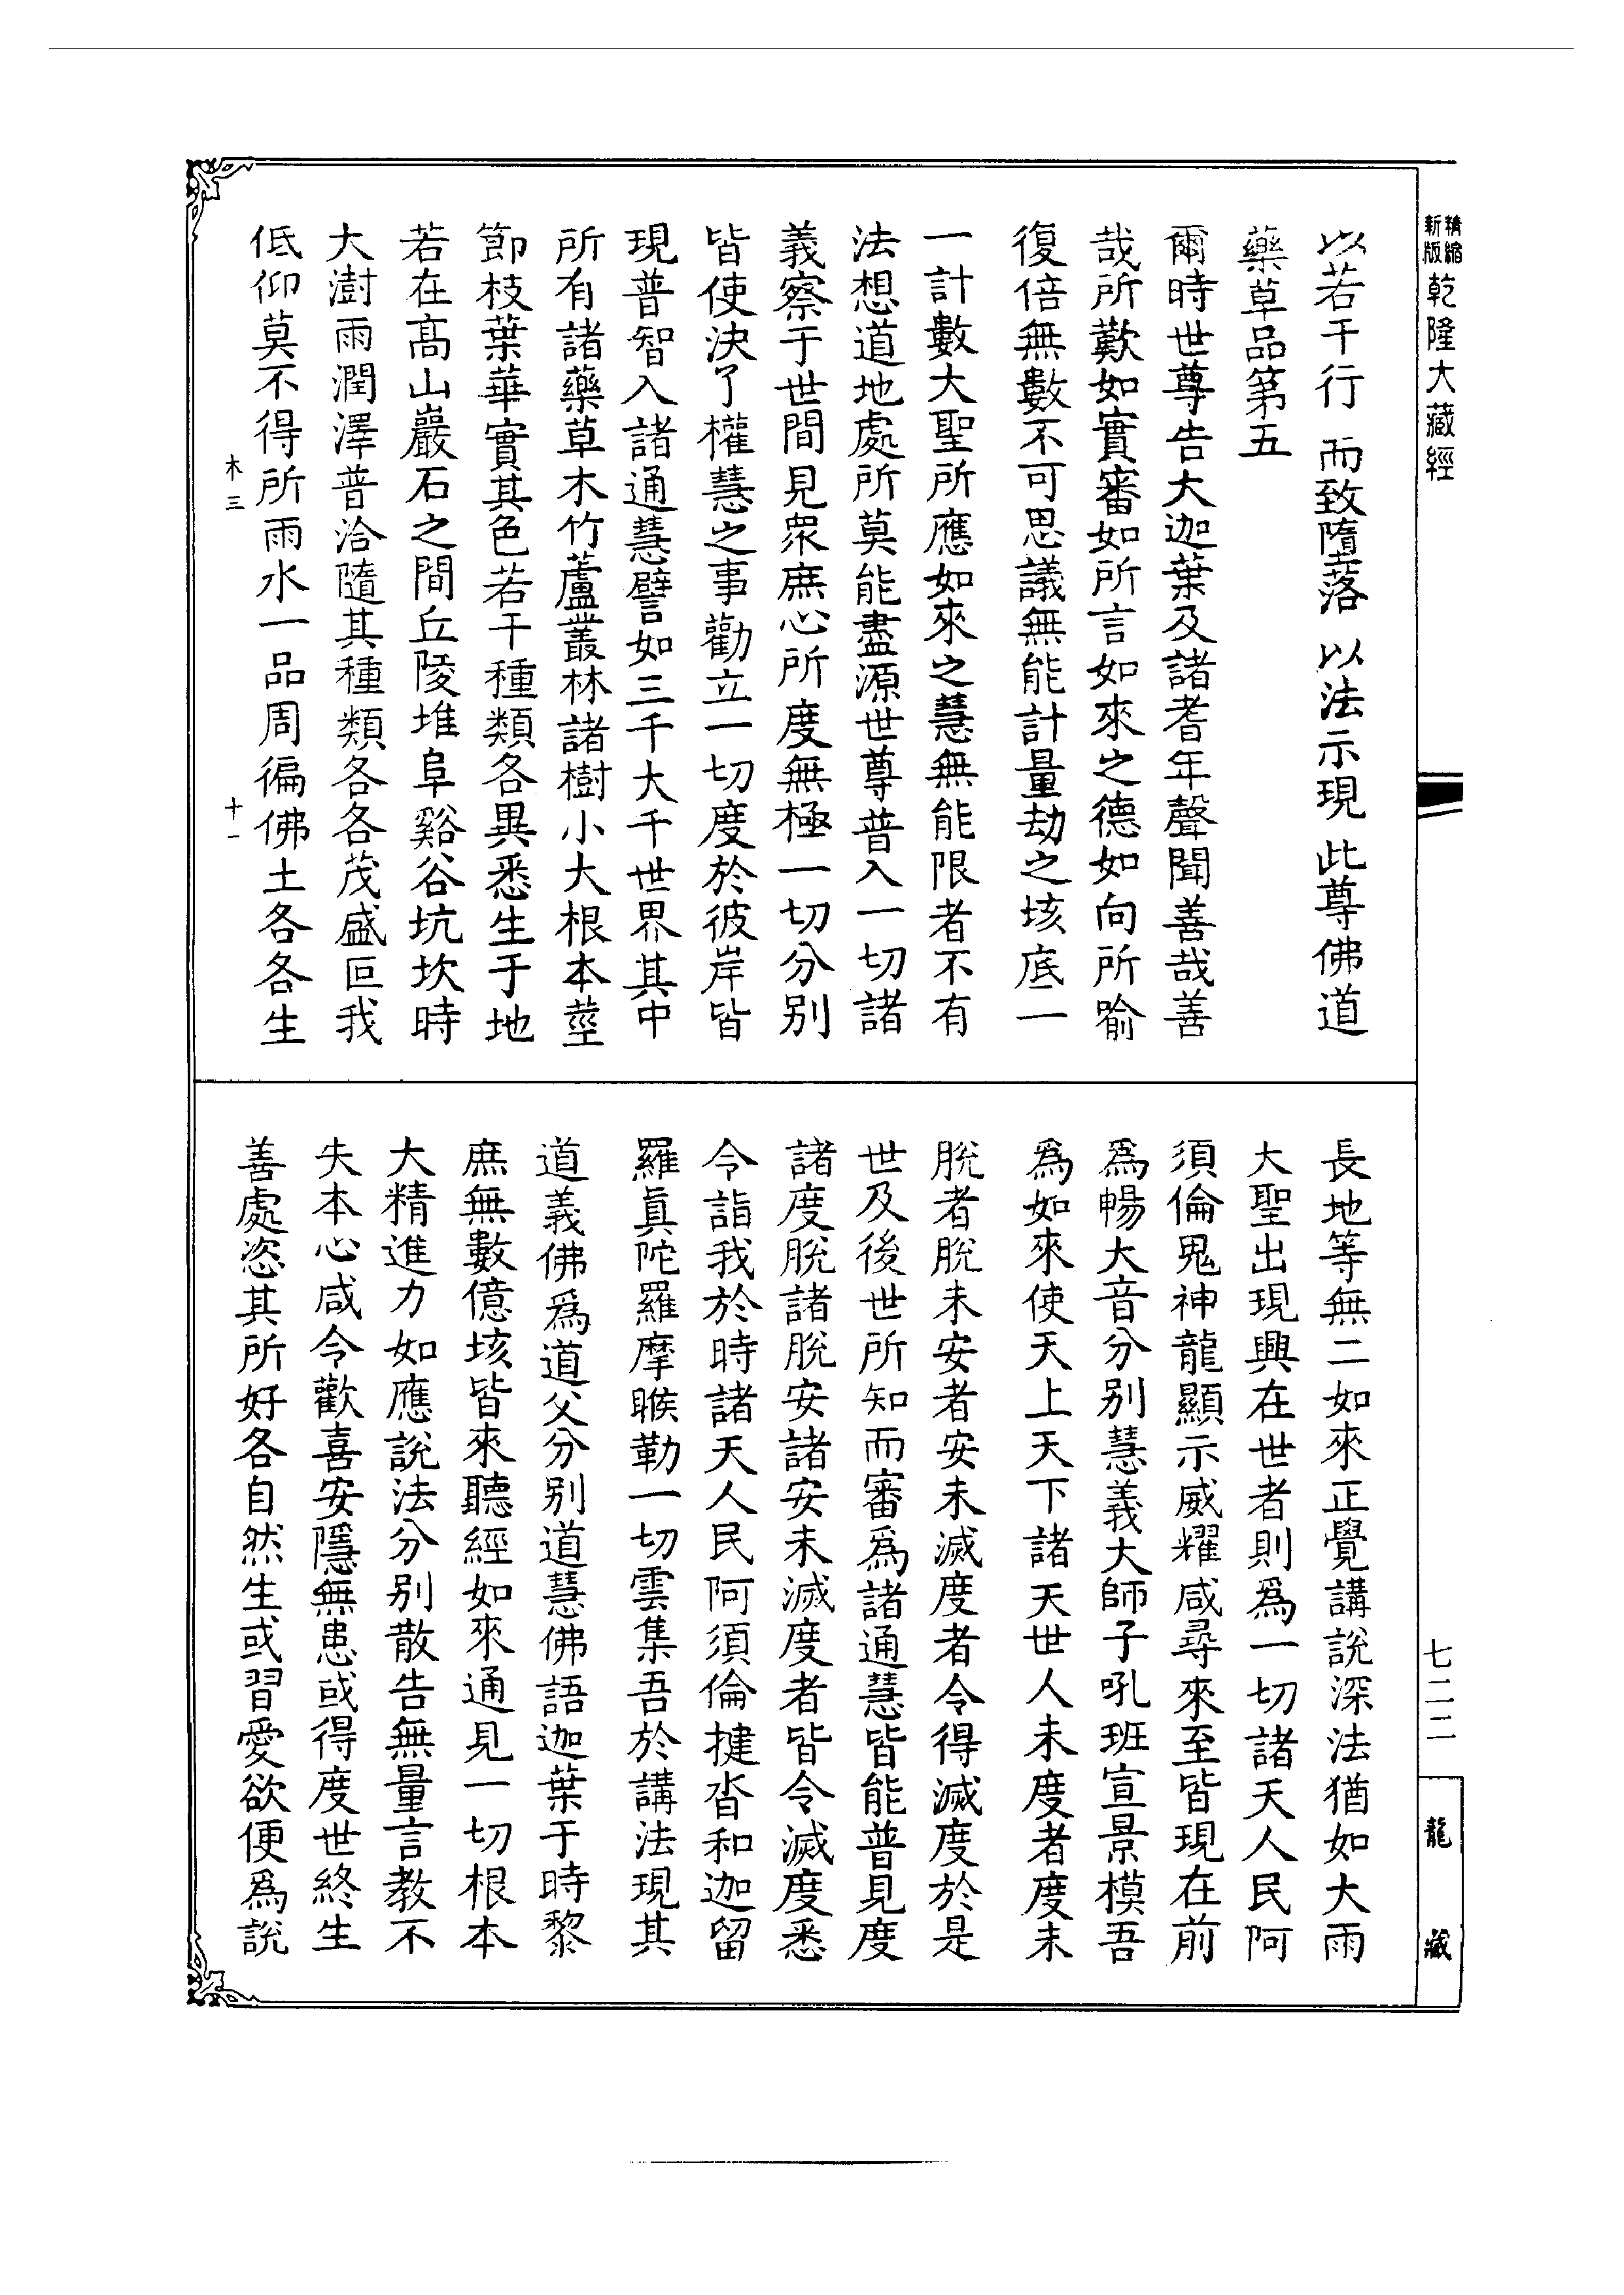 精縮新版乾隆大藏經
以若干行 而致墮落 以法示現 此尊佛道
藥草品第五
爾時世尊告大迦葉及諸耆年聲聞善哉善
哉所歎如實審如所言如來之德如向所喻
復倍無數不可思議無能計量劫之垓底一
一計數大聖所應如來之慧無能限者不有
法想道地處所莫能盡源世尊普入一切諸
義察于世間見衆庶心所度無極一切分别
皆使決了權慧之事勸立一切度於彼岸皆
現普智入諸通慧譬如三千大千世界其中
所有諸藥草木竹蘆叢林諸樹小大根本莖
節枝葉華實其色若干種類各異悉生于地
若在高山巖石之間丘陵堆阜谿谷坑坎時
大澍雨潤澤普洽隨其種類各各茂盛叵我
低仰莫不得所雨水一品周徧佛土各各生
木三 十一
長地等無二如來正覺講說深法猶如大雨
大聖出現興在世者則爲一切諸天人民阿
須倫鬼神龍顯示威耀咸尋來至皆現在前
爲暢大音分别慧義大師子吼班宣景模吾
爲如來使天上天下諸天世人未度者度未
脫者脫未安者安未滅度者令得滅度於是
世及後世所知而審爲諸通慧皆能普見度
諸度脫諸脫安諸安未滅度者皆令滅度悉
令詣我於時諸天人民阿須倫揵沓和迦留
羅眞陀羅摩睺勒一切雲集吾於講法現其
道義佛爲道父分别道慧佛語迦葉于時黎
庶無數億垓皆來聽經如來通見一切根本
大精進力如應說法分别散告無量言教不
失本心咸令歡喜安隱無患或得度世終生
善處恣其所好各自然生或習愛欲便爲說
七二二
龍藏